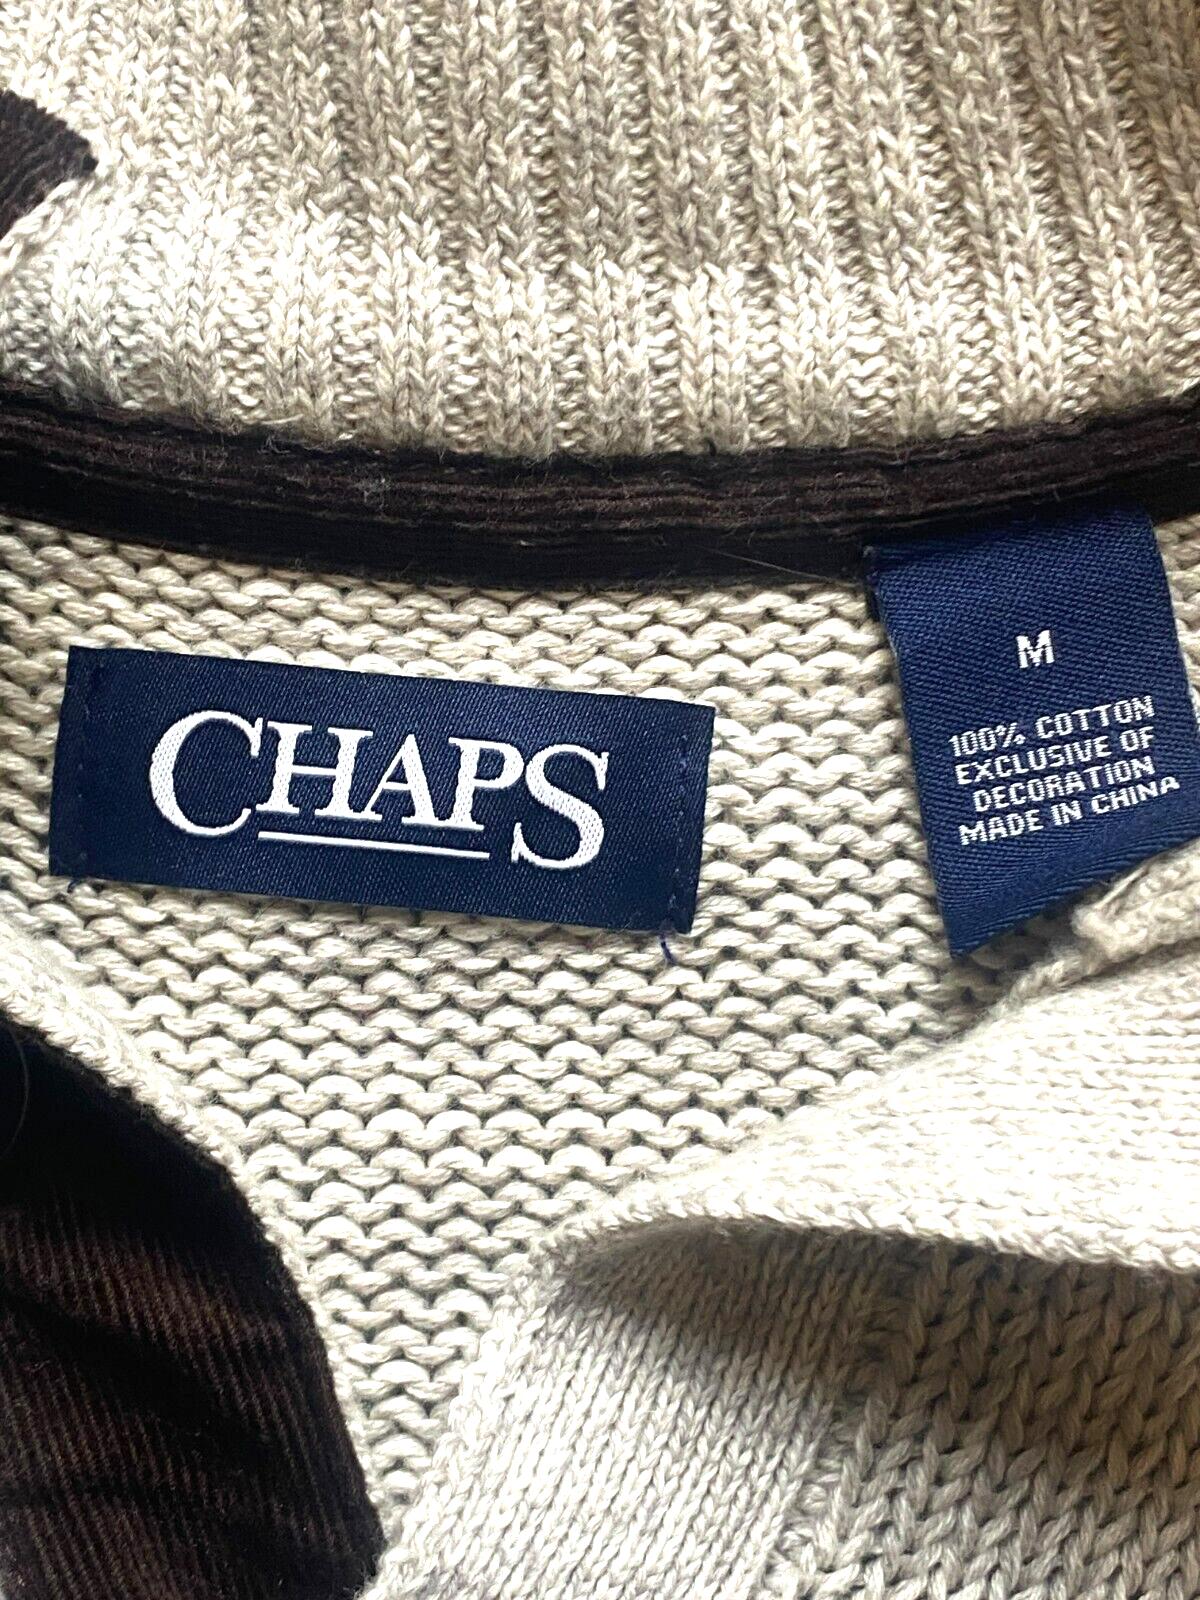 CHAPS
M
100% COTTON
EXCLUSIVE OF
DECORATION
MADE IN CHINA